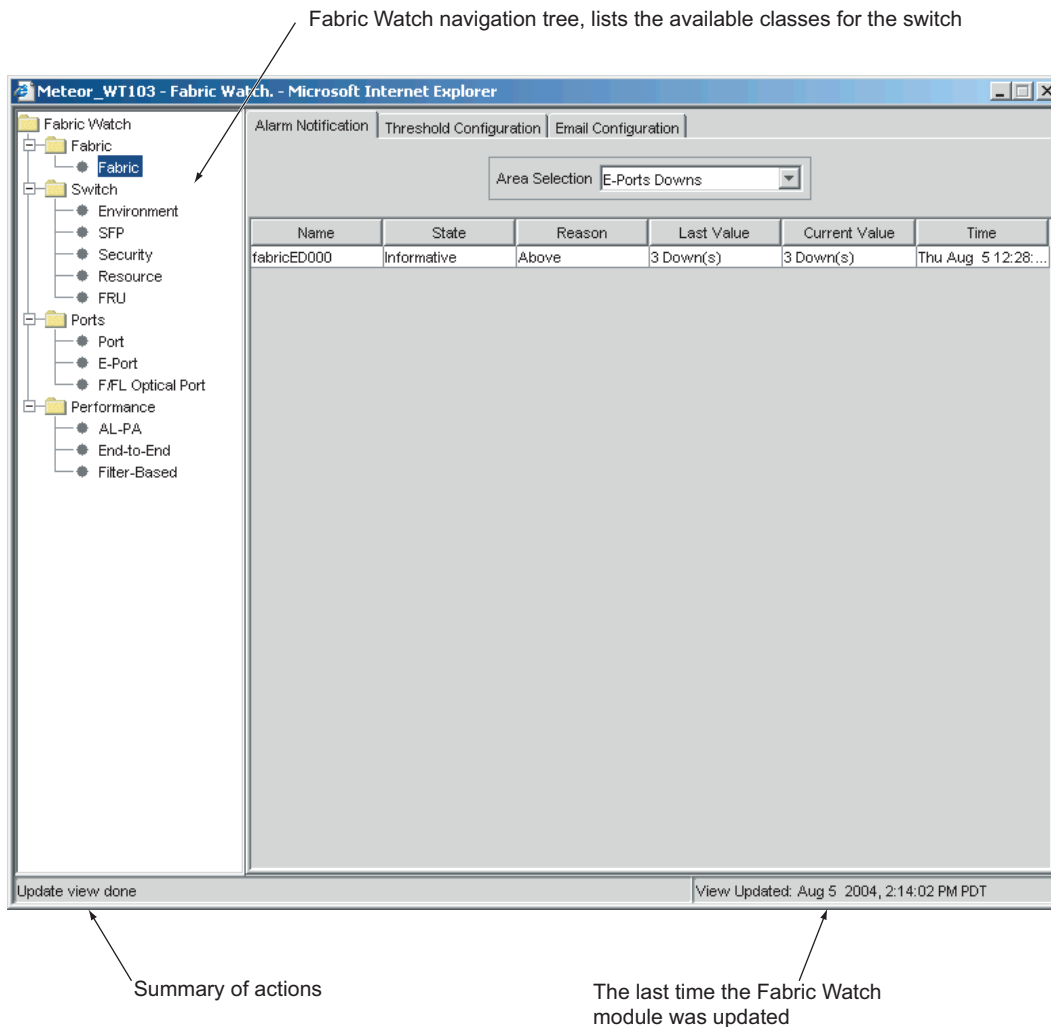 Fabric Watch navigation tree, lists the available classes for the switch
Meteor_WT103 - Fabric Watch. - Microsoft Internet Explorer
Fabric Watch
Fabric
Fabric
Switch
Environment
SFP
Security
Resource
FRU
Ports
Port
E-Port
F/FL Optical Port
Performance
AL-PA
End-to-End
Filter-Based
Alarm Notification Threshold Configuration Email Configuration
Area Selection E-Ports Downs
Name State Reason Last Value Current Value Time
fabricED000 Informative Above 3 Down(s) 3 Down(s) Thu Aug 5 12:28:...
Update view done View Updated: Aug 5 2004, 2:14:02 PM PDT
Summary of actions
The last time the Fabric Watch
module was updated